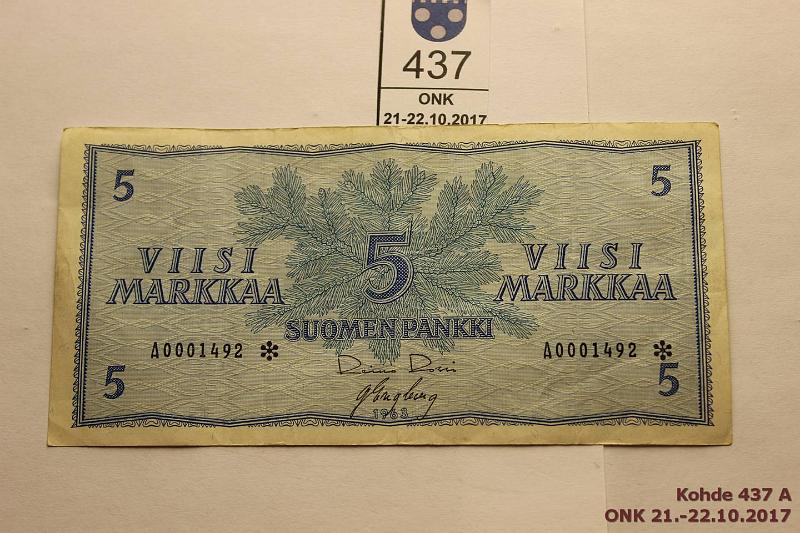 437
ONK
21-22.10.2017
5 5
VIISI 5 VIISI
MARKKAA MARKKAA
SUOMEN PANKKI
A0001492 * A0001492 *
5 5
1963
Kohde 437 A
ONK 21.-22.10.2017